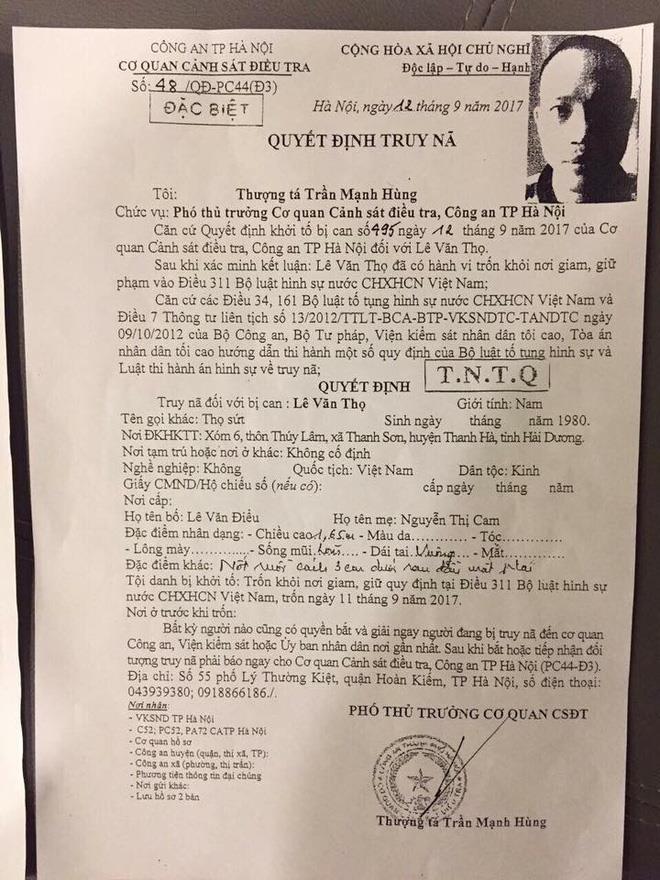 CÔNG AN TP HÀ NỘI
CƠ QUAN CẢNH SÁT ĐIỀU TRA
Số: 48 /QĐ-PC44(Đ3)
ĐẶC BIỆT
CỘNG HÒA XÃ HỘI CHỦ NGHĨ
Độc lập – Tự do – Hạnh
Hà Nội, ngày 12 tháng 9 năm 2017
QUYẾT ĐỊNH TRUY NÃ
Tôi: Thượng tá Trần Mạnh Hùng
Chức vụ: Phó thủ trưởng Cơ quan Cảnh sát điều tra, Công an TP Hà Nội
Căn cứ Quyết định khởi tố bị can số 495 ngày 12 tháng 9 năm 2017 của Cơ
quan Cảnh sát điều tra, Công an TP Hà Nội đối với Lê Văn Thọ.
Sau khi xác minh kết luận: Lê Văn Thọ đã có hành vi trốn khỏi nơi giam, giữ
phạm vào Điều 311 Bộ luật hình sự nước CHXHCN Việt Nam;
Căn cứ các Điều 34, 161 Bộ luật tố tụng hình sự nước CHXHCN Việt Nam và
Điều 7 Thông tư liên tịch số 13/2012/TTLT-BCA-BTP-VKSNDTC-TANDTC ngày
09/10/2012 của Bộ Công an, Bộ Tư pháp, Viện kiểm sát nhân dân tối cao, Tòa án
nhân dân tối cao hướng dẫn thi hành một số quy định của Bộ luật tố tụng hình sự và
Luật thi hành án hình sự về truy nã;
QUYẾT ĐỊNH
T.N.T.Q
Truy nã đối với bị can : Lê Văn Thọ Giới tính: Nam
Tên gọi khác: Thọ sứt Sinh ngày tháng năm 1980.
Nơi ĐKHKTT: Xóm 6, thôn Thúy Lâm, xã Thanh Sơn, huyện Thanh Hà, tỉnh Hải Dương.
Nơi tạm trú hoặc nơi ở khác: Không cố định
Nghề nghiệp: Không Quốc tịch: Việt Nam Dân tộc: Kinh
Giấy CMND/Hộ chiếu số (nếu có): cấp ngày tháng năm
Nơi cấp:
Họ tên bố: Lê Văn Điều Họ tên mẹ: Nguyễn Thị Cam
Đặc điểm nhân dạng: - Chiều cao 1,65m - Màu da............ - Tóc............
- Lông mày............. - Sống mũi .... - Dái tai ... - Mắt............
Đặc điểm khác: Nốt ruồi cách 3 cm dưới sau đầu mắt phải
Tội danh bị khởi tố: Trốn khỏi nơi giam, giữ quy định tại Điều 311 Bộ luật hình sự
nước CHXHCN Việt Nam, trốn ngày 11 tháng 9 năm 2017.
Nơi ở trước khi trốn:
Bất kỳ người nào cũng có quyền bắt và giải ngay người đang bị truy nã đến cơ quan
Công an, Viện kiểm sát hoặc Ủy ban nhân dân nơi gần nhất. Sau khi bắt hoặc tiếp nhận đối
tượng truy nã phải báo ngay cho Cơ quan Cảnh sát điều tra, Công an TP Hà Nội (PC44-Đ3).
Địa chỉ: Số 55 phố Lý Thường Kiệt, quận Hoàn Kiếm, TP Hà Nội, số điện thoại:
043939380; 0918866186./.
Nơi nhận:
- VKSND TP Hà Nội
- C52; PC52, PA72 CATP Hà Nội
- Cơ quan hồ sơ
- Công an huyện (quận, thị xã, TP):
- Công an xã (phường, thị trấn):
- Phương tiện thông tin đại chúng
- Nơi gửi khác:
- Lưu hồ sơ 2 bản
PHÓ THỦ TRƯỞNG CƠ QUAN CSĐT
Thượng tá Trần Mạnh Hùng